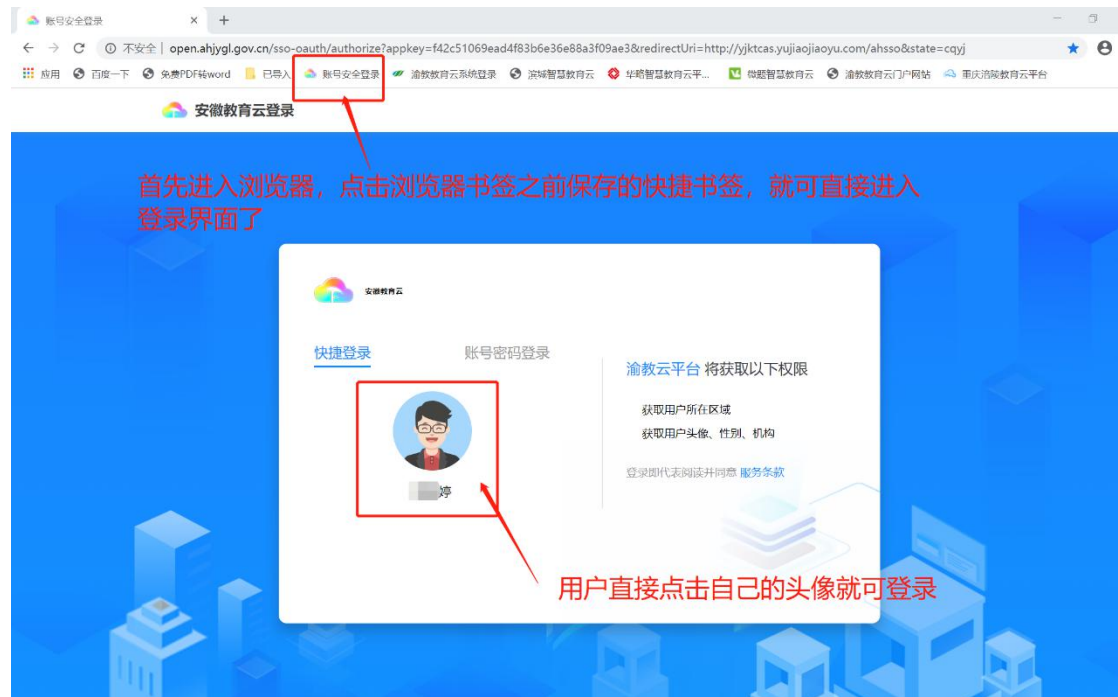 账号安全登录
不安全 | open.ahjygl.gov.cn/sso-oauth/authorize?appkey=f42c51069ead4f83b6e36e88a3f09ae3&redirectUri=http://yjktcas.yujiaojiaoyu.com/ahsso&state=cqyj
应用 百度一下 免费PDF转word 已导入 账号安全登录 渝教教育云系统登录 滨城智慧教育云 华略智慧教育云平... 微题智慧教育云 渝教教育云门户网站 重庆涪陵教育云平台
安徽教育云登录
首先进入浏览器，点击浏览器书签之前保存的快捷书签，就可直接进入
登录界面了
安徽教育云
快捷登录 账号密码登录
渝教云平台 将获取以下权限
获取用户所在区域
获取用户头像、性别、机构
登录即代表阅读并同意 服务条款
婷
用户直接点击自己的头像就可登录